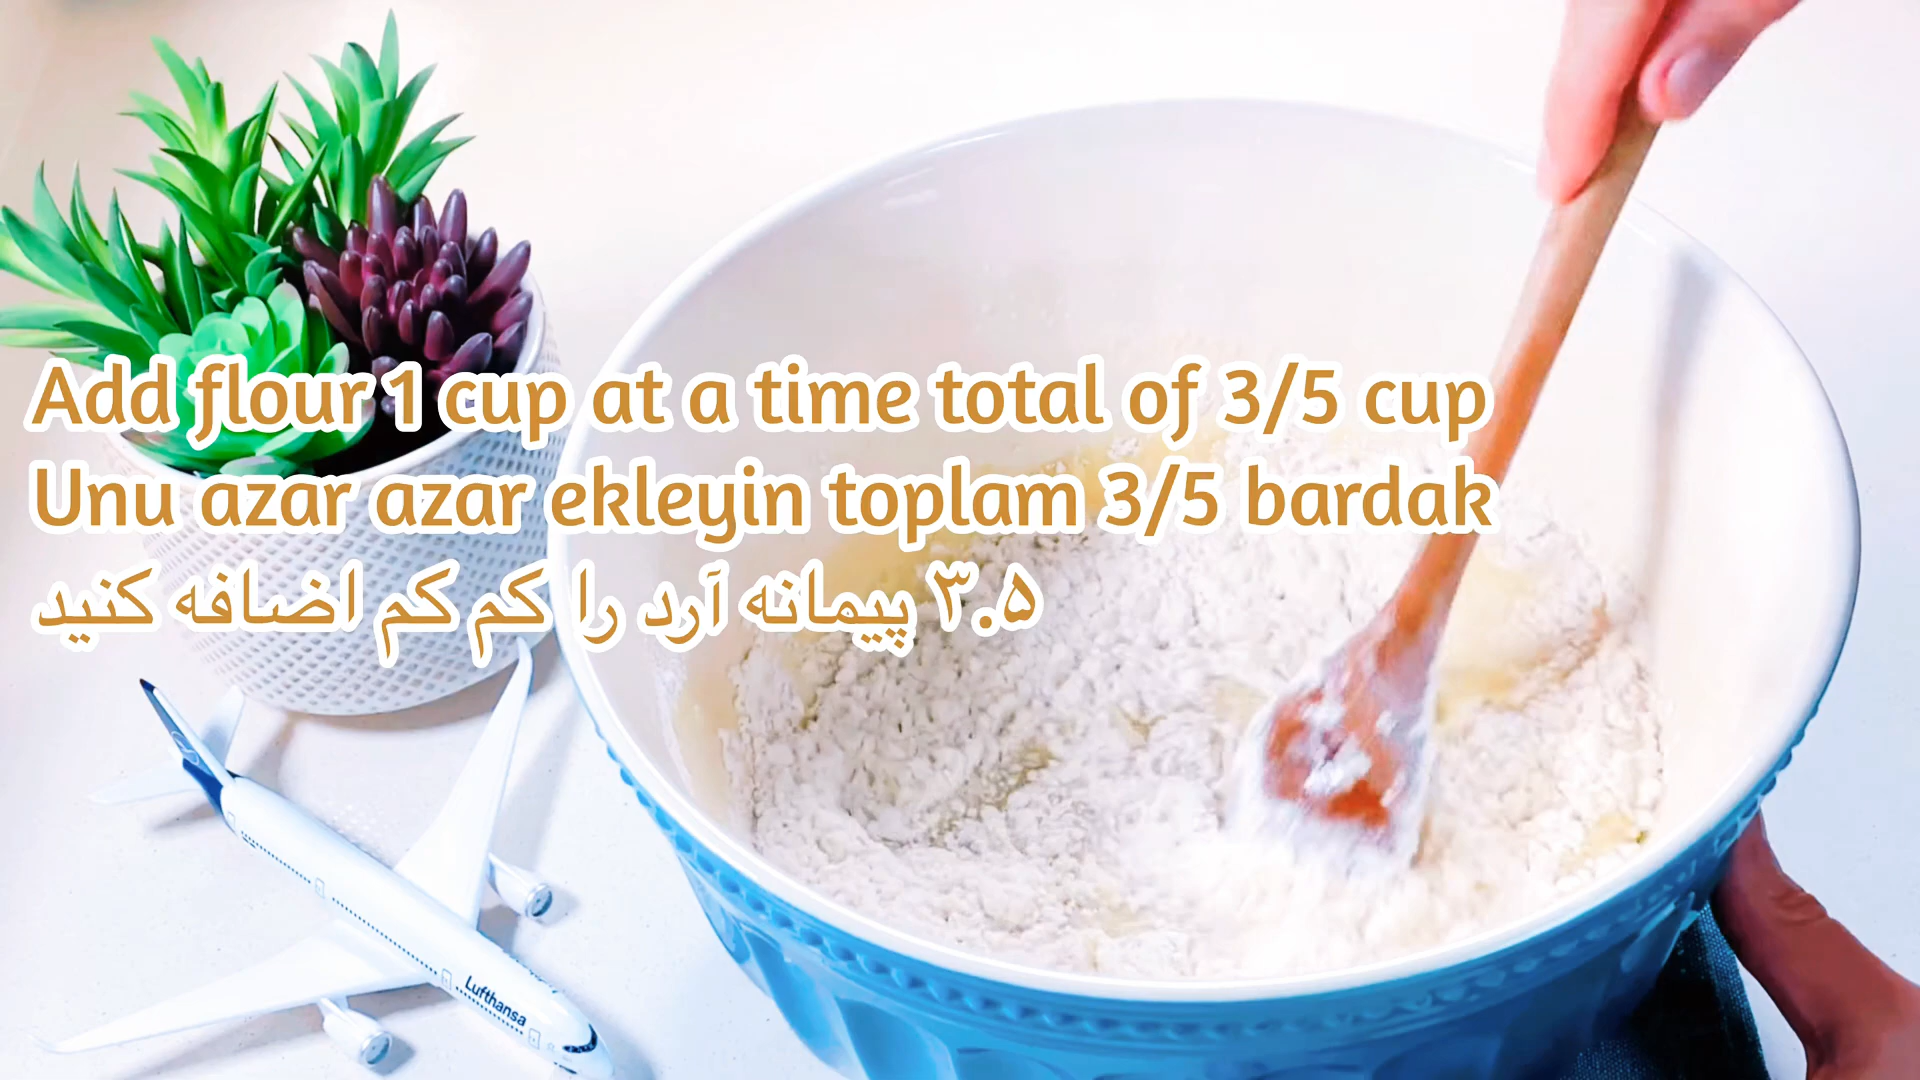 Add flour 1 cup at a time total of 3/5 cup
Unu azar azar ekleyin toplam 3/5 bardak
۳.۵ پیمانه آرد را کم کم اضافه کنید
Lufthansa